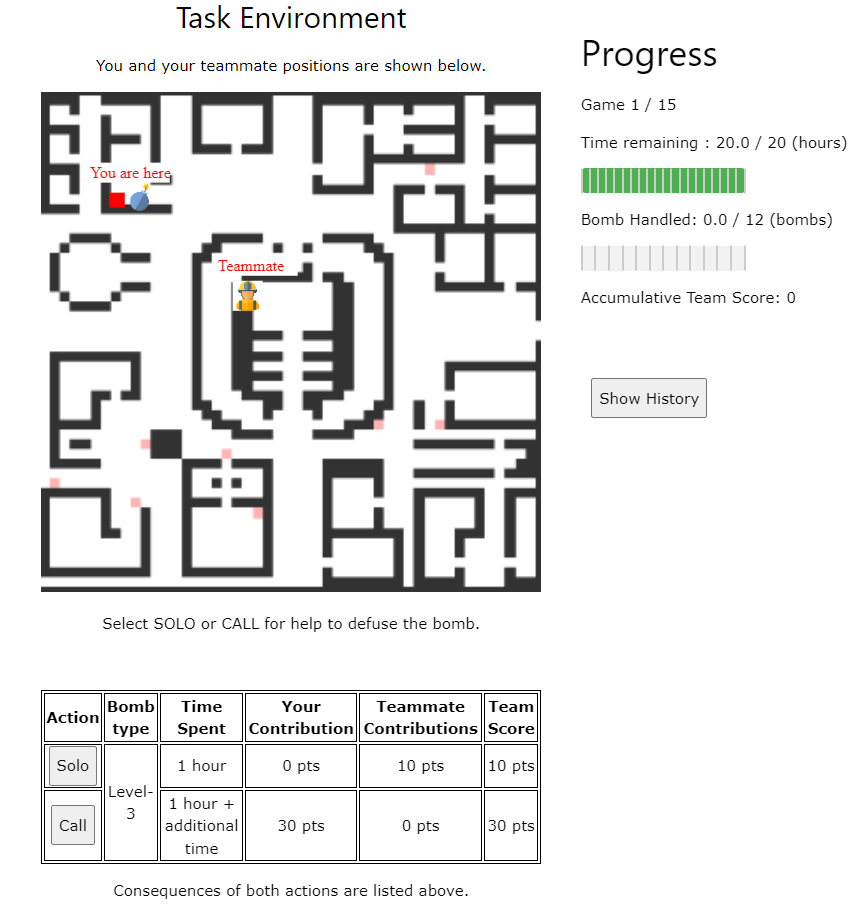 Task Environment
You and your teammate positions are shown below.
You are here
Teammate
Select SOLO or CALL for help to defuse the bomb.
Action Bomb type Time Spent Your Contribution Teammate Contributions Team Score
Solo Level-3 1 hour 0 pts 10 pts 10 pts
Call 1 hour + additional time 30 pts 0 pts 30 pts
Consequences of both actions are listed above.
Progress
Game 1 / 15
Time remaining : 20.0 / 20 (hours)
Bomb Handled: 0.0 / 12 (bombs)
Accumulative Team Score: 0
Show History